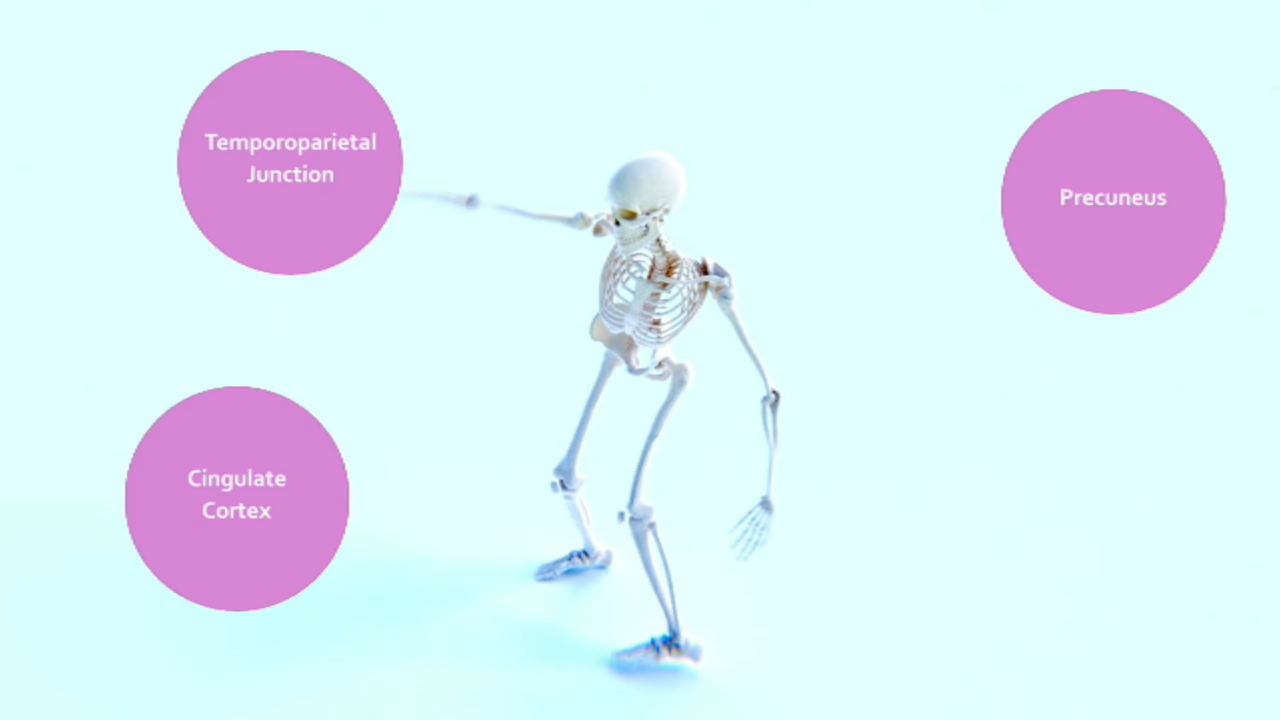 Temporoparietal
Junction
Precuneus
Cingulate
Cortex